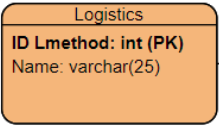 Logistics
ID Lmethod: int (PK)
Name: varchar(25)